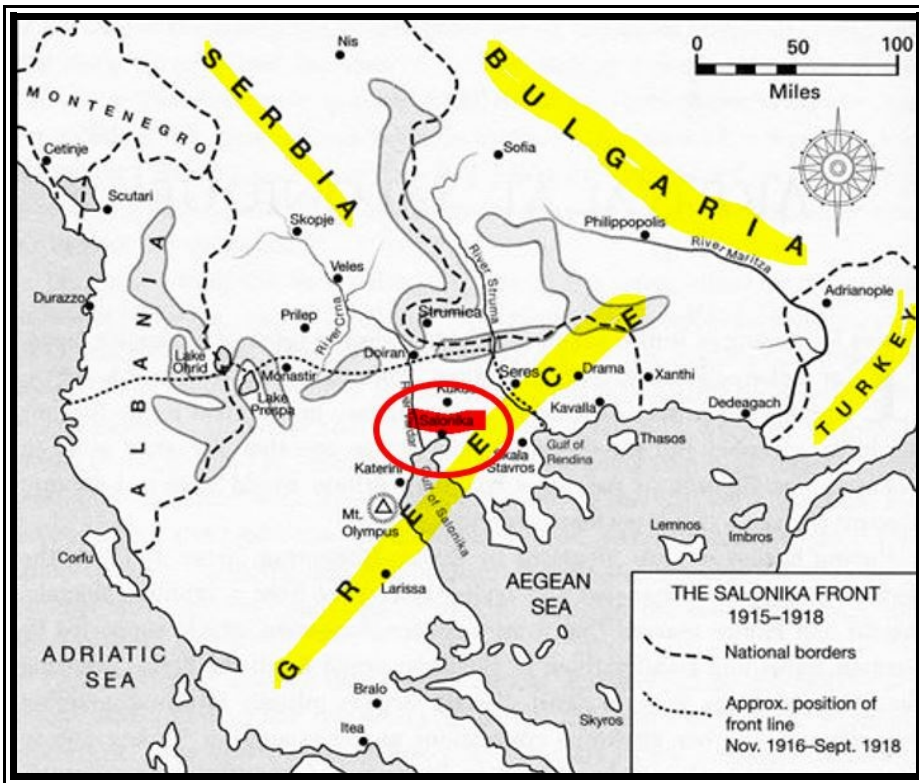 Nis
0 50 100
Miles
SERBIA
BULGARIA
MONTENEGRO
Cetinje
Scutari
Sofia
Skopje
Philippopolis
River Maritza
River Struma
Veles
Adrianople
Durazzo
ALBANIA
Prilep
River Crna
Strumica
Doiran
Lake
Ohrid
Monastir
Lake
Prespa
Seres
Drama
Xanthi
TURKEY
Salonika
Kavalla
Dedeagach
Thasos
Gulf of
Rendina
Skala
Stavros
Katerini
Gulf of Salonika
Mt.
Olympus
GREECE
Lemnos
Imbros
Corfu
Larissa
AEGEAN
SEA
ADRIATIC
SEA
Bralo
Itea
Skyros
THE SALONIKA FRONT
1915–1918
National borders
Approx. position of
front line
Nov. 1916–Sept. 1918